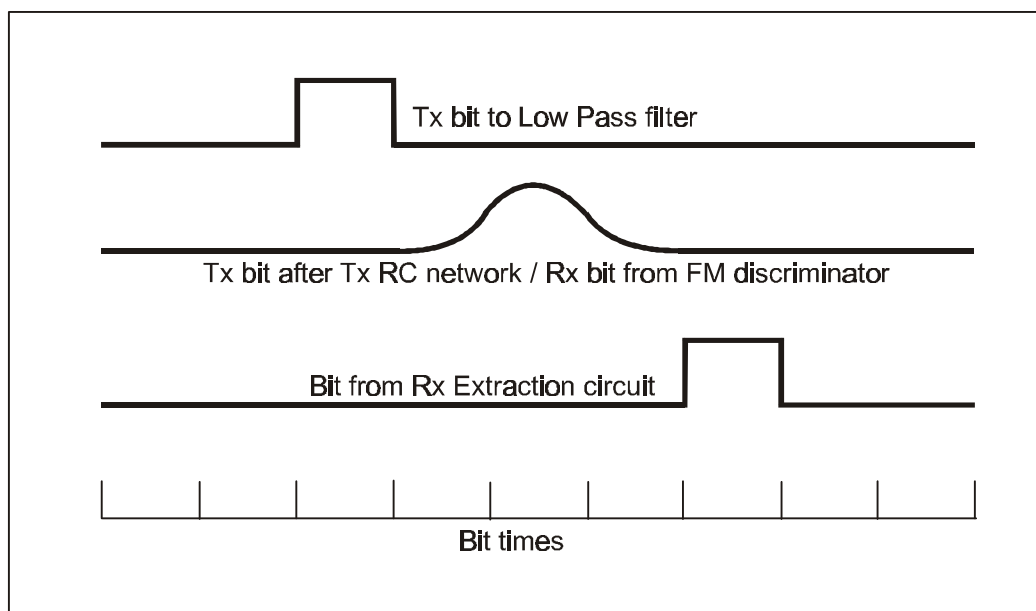 Tx bit to Low Pass filter
Tx bit after Tx RC network / Rx bit from FM discriminator
Bit from Rx Extraction circuit
Bit times